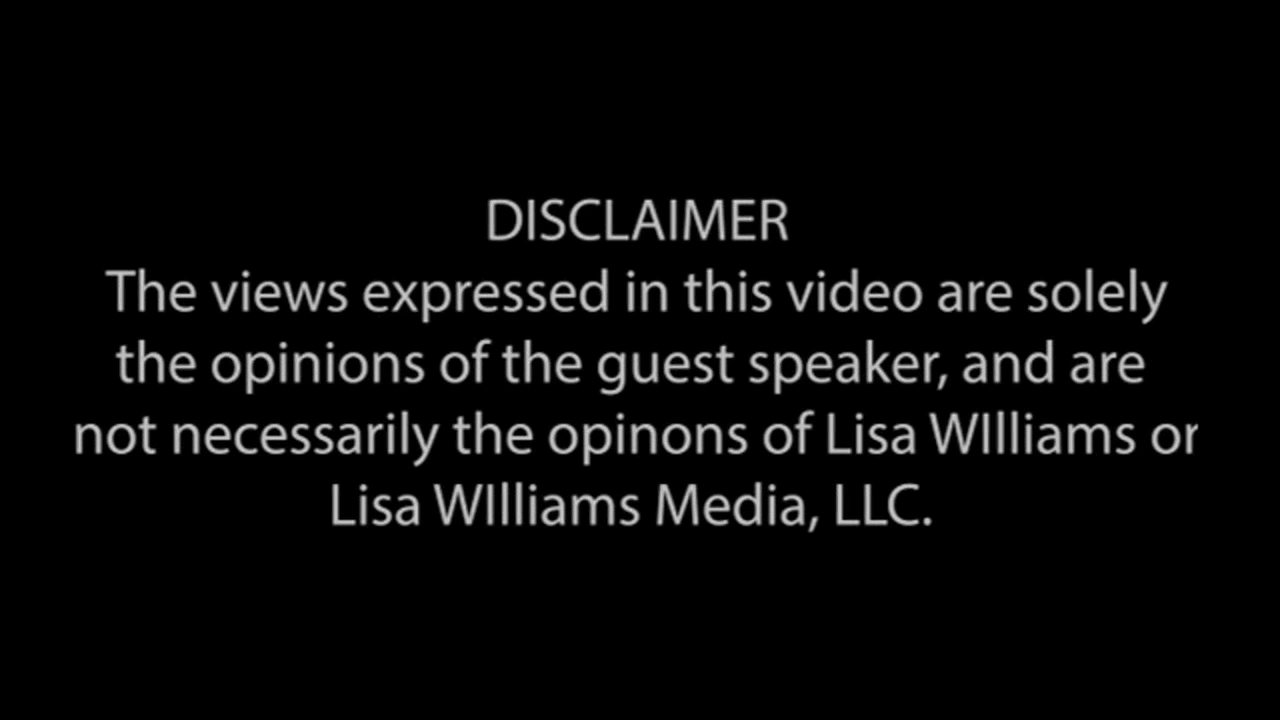 DISCLAIMER
The views expressed in this video are solely
the opinions of the guest speaker, and are
not necessarily the opinons of Lisa WIlliams or
Lisa WIlliams Media, LLC.